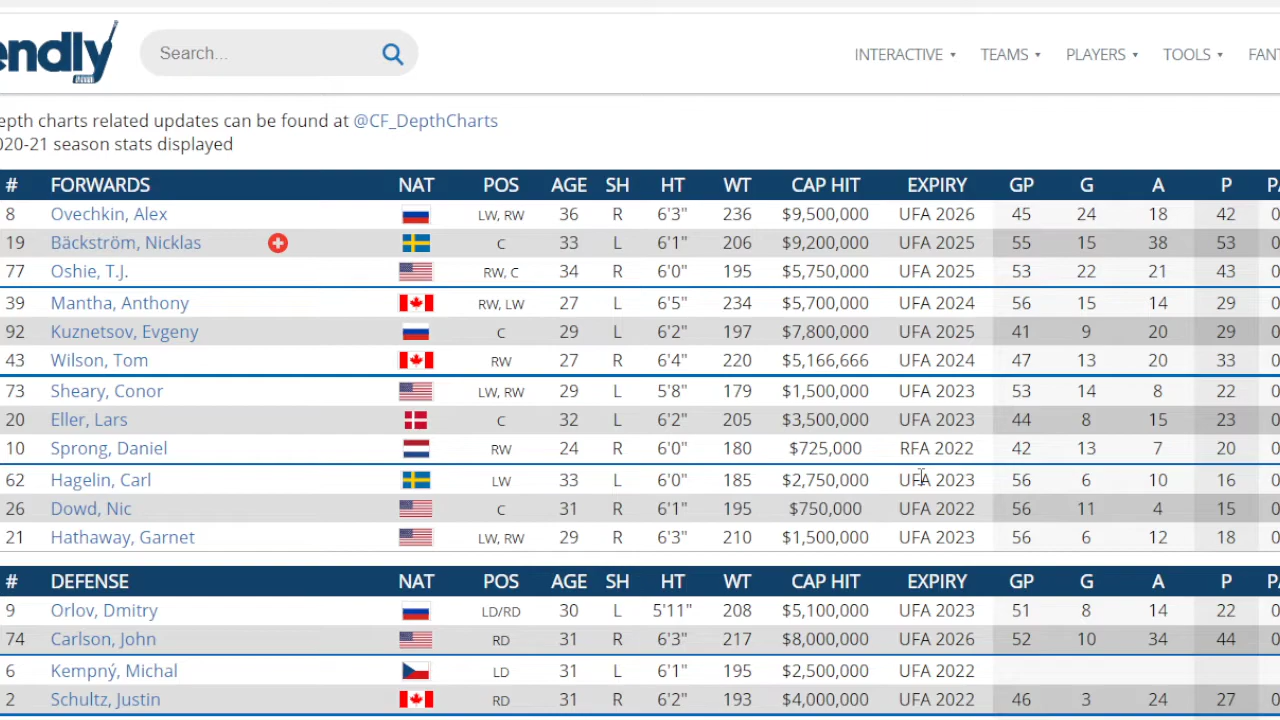 endly
Search...
INTERACTIVE TEAMS PLAYERS TOOLS FANT
epth charts related updates can be found at @CF_DepthCharts
020-21 season stats displayed
# FORWARDS NAT POS AGE SH HT WT CAP HIT EXPIRY GP G A P P/
8 Ovechkin, Alex LW, RW 36 R 6'3" 236 $9,500,000 UFA 2026 45 24 18 42 0
19 Bäckström, Nicklas C 33 L 6'1" 206 $9,200,000 UFA 2025 55 15 38 53 0
77 Oshie, T.J. RW, C 34 R 6'0" 195 $5,750,000 UFA 2025 53 22 21 43 0
39 Mantha, Anthony RW, LW 27 L 6'5" 234 $5,700,000 UFA 2024 56 15 14 29 0
92 Kuznetsov, Evgeny C 29 L 6'2" 197 $7,800,000 UFA 2025 41 9 20 29 0
43 Wilson, Tom RW 27 R 6'4" 220 $5,166,666 UFA 2024 47 13 20 33 0
73 Sheary, Conor LW, RW 29 L 5'8" 179 $1,500,000 UFA 2023 53 14 8 22 0
20 Eller, Lars C 32 L 6'2" 205 $3,500,000 UFA 2023 44 8 15 23 0
10 Sprong, Daniel RW 24 R 6'0" 180 $725,000 RFA 2022 42 13 7 20 0
62 Hagelin, Carl LW 33 L 6'0" 185 $2,750,000 UFA 2023 56 6 10 16 0
26 Dowd, Nic C 31 R 6'1" 195 $750,000 UFA 2022 56 11 4 15 0
21 Hathaway, Garnet LW, RW 29 R 6'3" 210 $1,500,000 UFA 2023 56 6 12 18 0
# DEFENSE NAT POS AGE SH HT WT CAP HIT EXPIRY GP G A P P/
9 Orlov, Dmitry LD/RD 30 L 5'11" 208 $5,100,000 UFA 2023 51 8 14 22 0
74 Carlson, John RD 31 R 6'3" 217 $8,000,000 UFA 2026 52 10 34 44 0
6 Kempný, Michal LD 31 L 6'1" 195 $2,500,000 UFA 2022
2 Schultz, Justin RD 31 R 6'2" 193 $4,000,000 UFA 2022 46 3 24 27 0